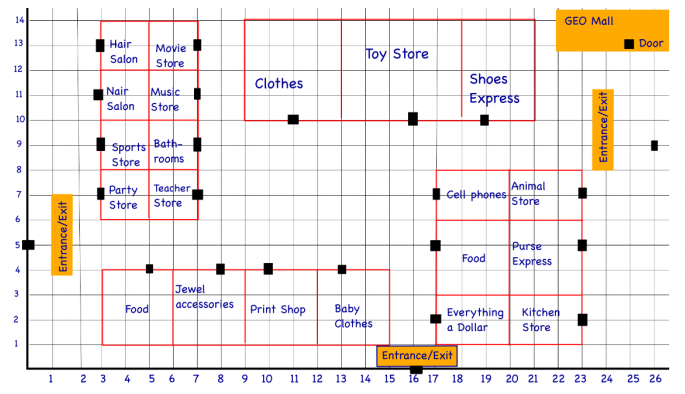 14
13
12
11
10
9
8
7
6
5
4
3
2
1
GEO Mall
Door
Hair
Salon
Movie
Store
Nair
Salon
Music
Store
Sports
Store
Bath-
rooms
Party
Store
Teacher
Store
Clothes
Toy Store
Shoes
Express
Entrance/Exit
Entrance/Exit
Cell phones
Animal
Store
Food
Purse
Express
Everything
a Dollar
Kitchen
Store
Food
Jewel
accessories
Print Shop
Baby
Clothes
Entrance/Exit
1 2 3 4 5 6 7 8 9 10 11 12 13 14 15 16 17 18 19 20 21 22 23 24 25 26